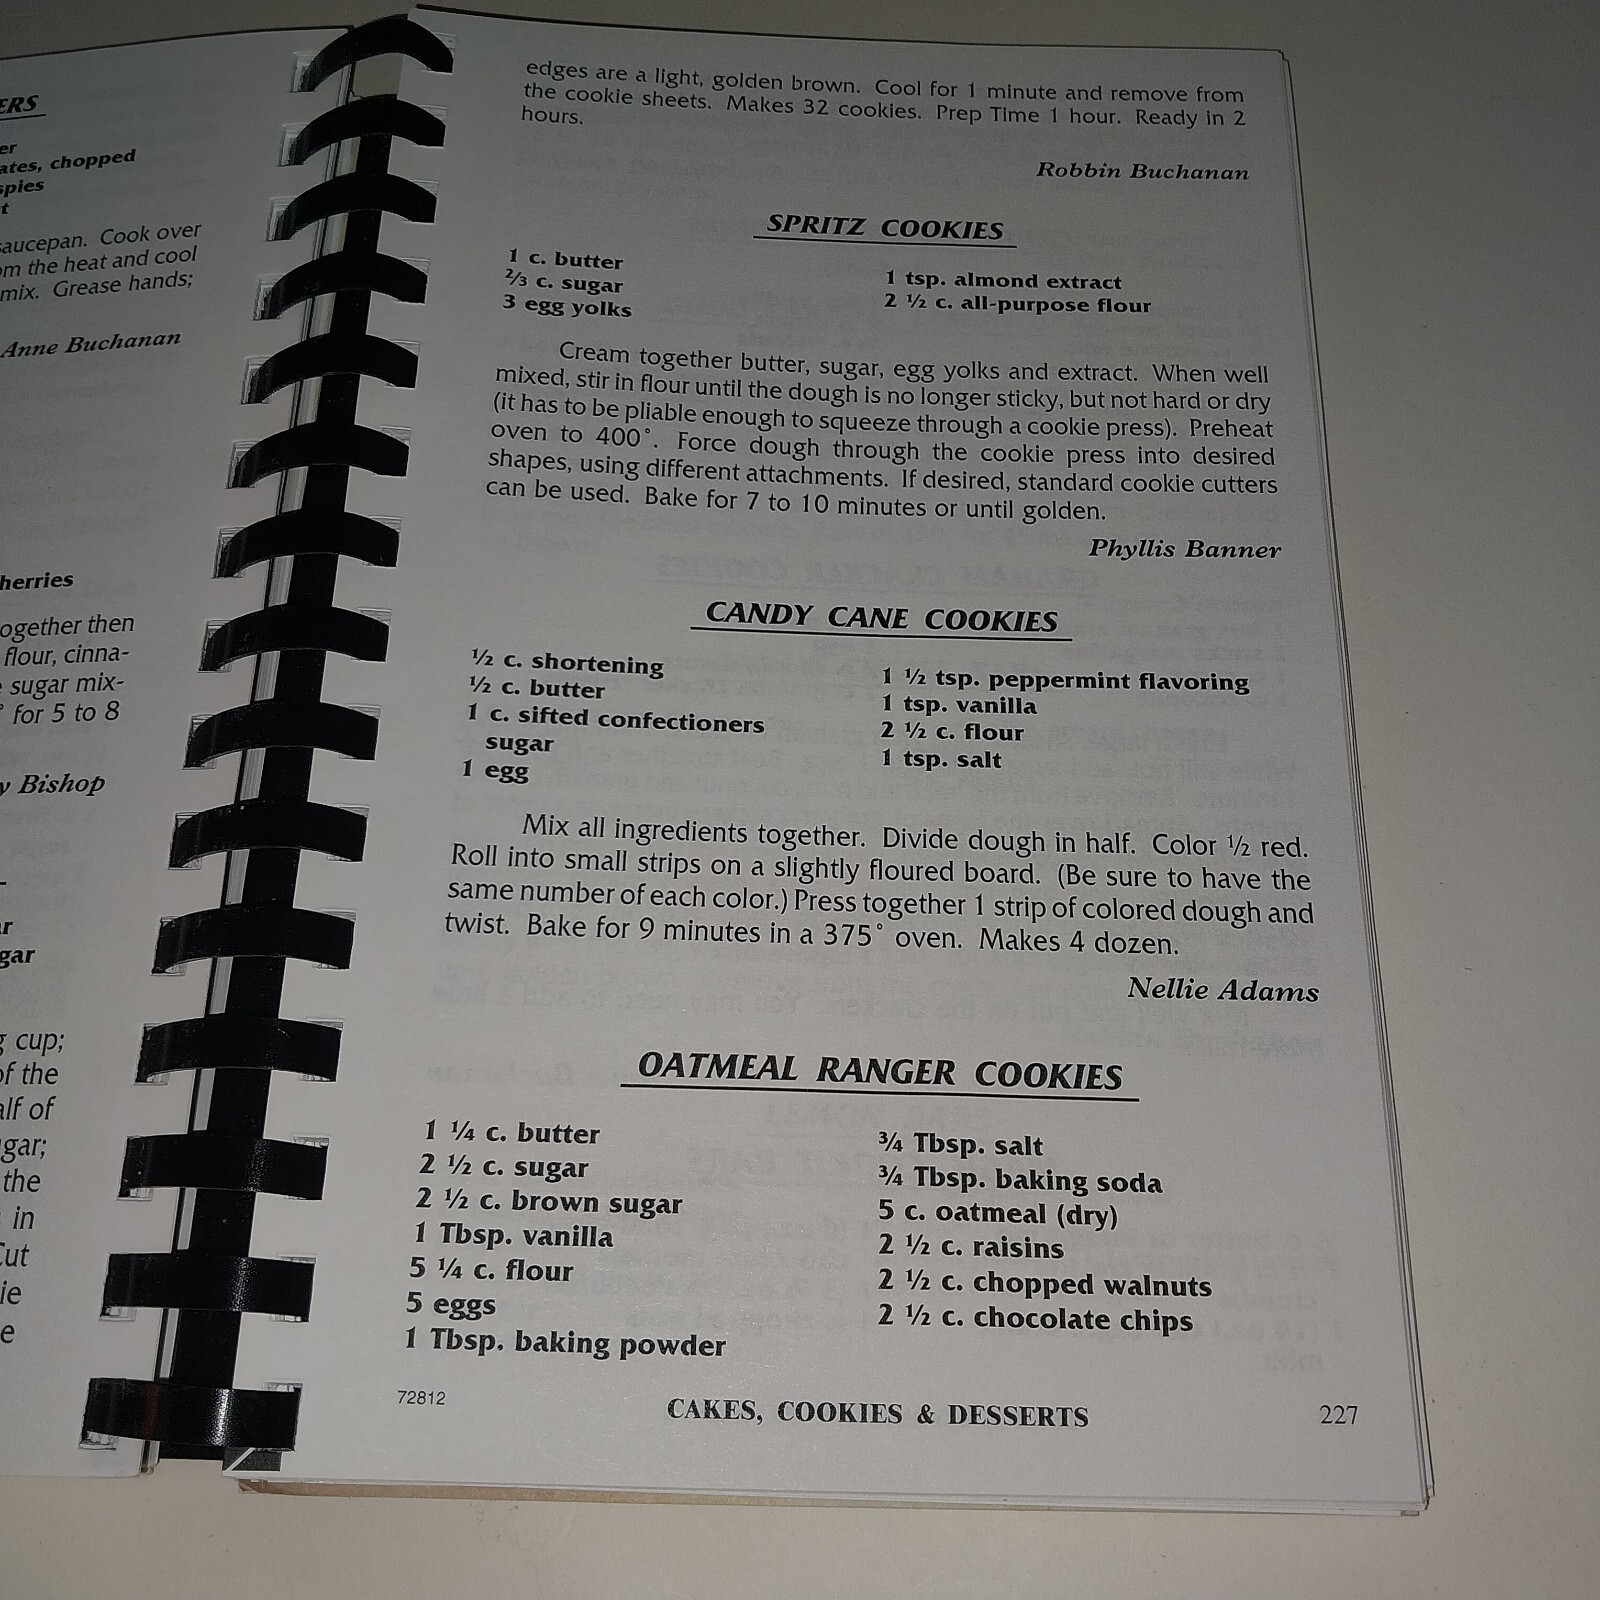 ERS
er
ates, chopped
spies
t
saucepan. Cook over
om the heat and cool
mix. Grease hands;
Anne Buchanan
herries
ogether then
flour, cinna-
e sugar mix-
° for 5 to 8
y Bishop
ar
gar
g cup;
of the
alf of
gar;
the
in
Cut
ie
e
edges are a light, golden brown. Cool for 1 minute and remove from
the cookie sheets. Makes 32 cookies. Prep Time 1 hour. Ready in 2
hours.
Robbin Buchanan
SPRITZ COOKIES
1 c. butter
⅔ c. sugar
3 egg yolks
1 tsp. almond extract
2 ½ c. all-purpose flour
Cream together butter, sugar, egg yolks and extract. When well
mixed, stir in flour until the dough is no longer sticky, but not hard or dry
(it has to be pliable enough to squeeze through a cookie press). Preheat
oven to 400°. Force dough through the cookie press into desired
shapes, using different attachments. If desired, standard cookie cutters
can be used. Bake for 7 to 10 minutes or until golden.
Phyllis Banner
CANDY CANE COOKIES
½ c. shortening
½ c. butter
1 c. sifted confectioners
sugar
1 egg
1 ½ tsp. peppermint flavoring
1 tsp. vanilla
2 ½ c. flour
1 tsp. salt
Mix all ingredients together. Divide dough in half. Color ½ red.
Roll into small strips on a slightly floured board. (Be sure to have the
same number of each color.) Press together 1 strip of colored dough and
twist. Bake for 9 minutes in a 375° oven. Makes 4 dozen.
Nellie Adams
OATMEAL RANGER COOKIES
1 ¼ c. butter
2 ½ c. sugar
2 ½ c. brown sugar
1 Tbsp. vanilla
5 ¼ c. flour
5 eggs
1 Tbsp. baking powder
¾ Tbsp. salt
¾ Tbsp. baking soda
5 c. oatmeal (dry)
2 ½ c. raisins
2 ½ c. chopped walnuts
2 ½ c. chocolate chips
72812
CAKES, COOKIES & DESSERTS
227